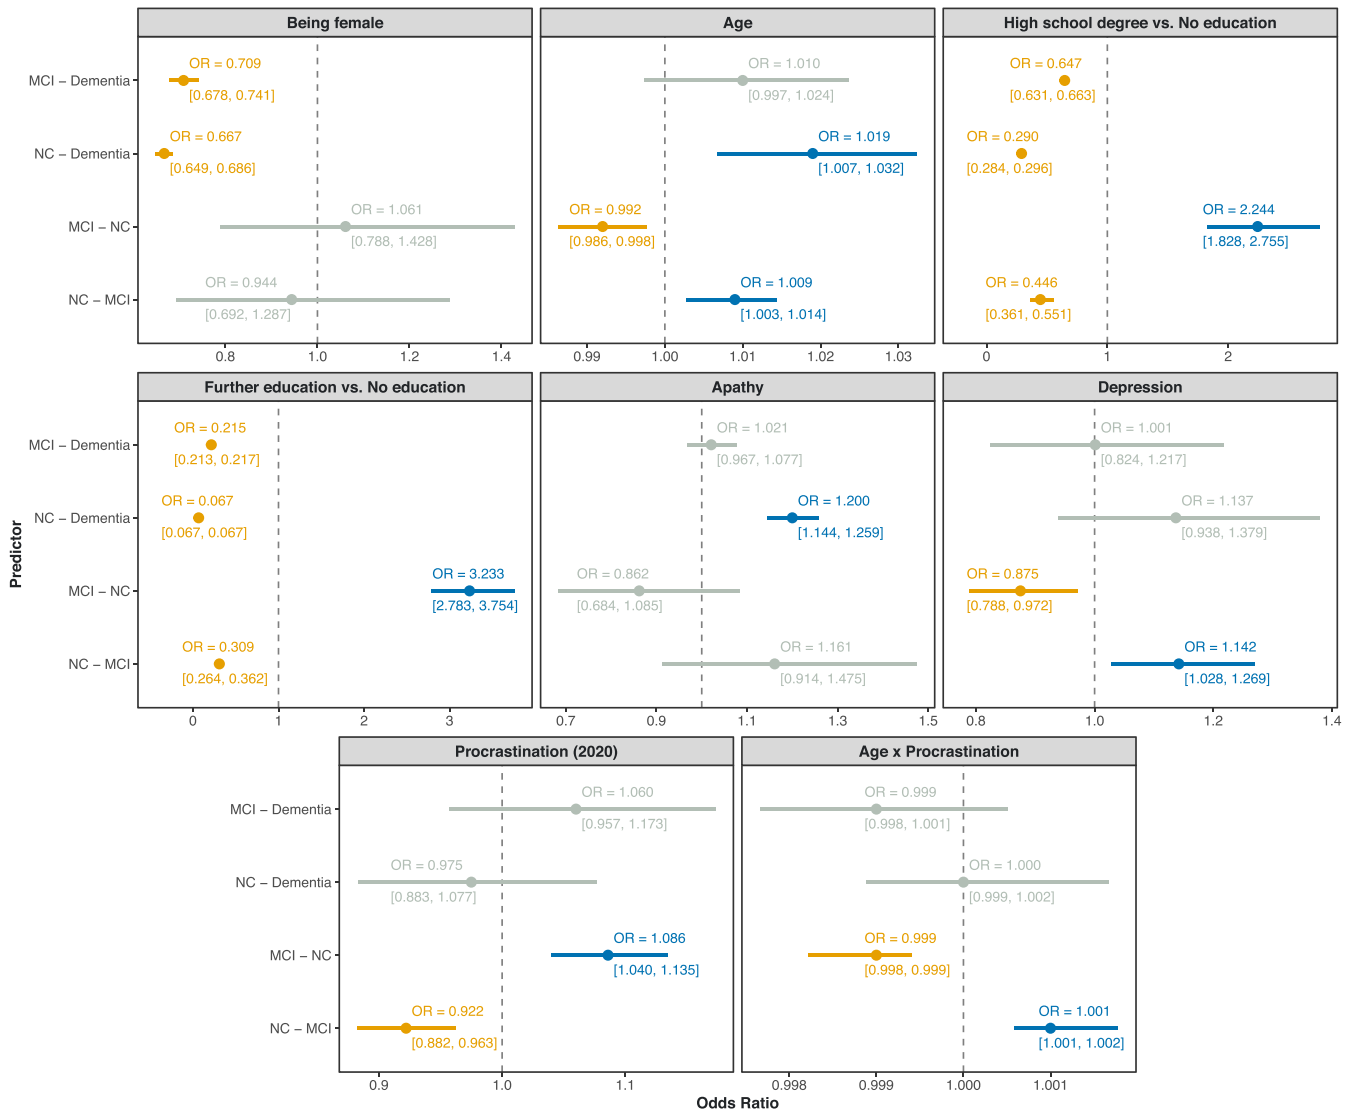 Being female
Age
High school degree vs. No education
MCI – Dementia
OR = 0.709
[0.678, 0.741]
OR = 1.010
[0.997, 1.024]
OR = 0.647
[0.631, 0.663]
NC – Dementia
OR = 0.667
[0.649, 0.686]
OR = 1.019
[1.007, 1.032]
OR = 0.290
[0.284, 0.296]
MCI – NC
OR = 1.061
[0.788, 1.428]
OR = 0.992
[0.986, 0.998]
OR = 2.244
[1.828, 2.755]
NC – MCI
OR = 0.944
[0.692, 1.287]
OR = 1.009
[1.003, 1.014]
OR = 0.446
[0.361, 0.551]
0.8 1.0 1.2 1.4
0.99 1.00 1.01 1.02 1.03
0 1 2
Further education vs. No education
Apathy
Depression
MCI – Dementia
OR = 0.215
[0.213, 0.217]
OR = 1.021
[0.967, 1.077]
OR = 1.001
[0.824, 1.217]
NC – Dementia
OR = 0.067
[0.067, 0.067]
OR = 1.200
[1.144, 1.259]
OR = 1.137
[0.938, 1.379]
Predictor
MCI – NC
OR = 3.233
[2.783, 3.754]
OR = 0.862
[0.684, 1.085]
OR = 0.875
[0.788, 0.972]
NC – MCI
OR = 0.309
[0.264, 0.362]
OR = 1.161
[0.914, 1.475]
OR = 1.142
[1.028, 1.269]
0 1 2 3
0.7 0.9 1.1 1.3 1.5
0.8 1.0 1.2 1.4
Procrastination (2020)
Age x Procrastination
MCI – Dementia
OR = 1.060
[0.957, 1.173]
OR = 0.999
[0.998, 1.001]
NC – Dementia
OR = 0.975
[0.883, 1.077]
OR = 1.000
[0.999, 1.002]
MCI – NC
OR = 1.086
[1.040, 1.135]
OR = 0.999
[0.998, 0.999]
NC – MCI
OR = 0.922
[0.882, 0.963]
OR = 1.001
[1.001, 1.002]
0.9 1.0 1.1
0.998 0.999 1.000 1.001
Odds Ratio